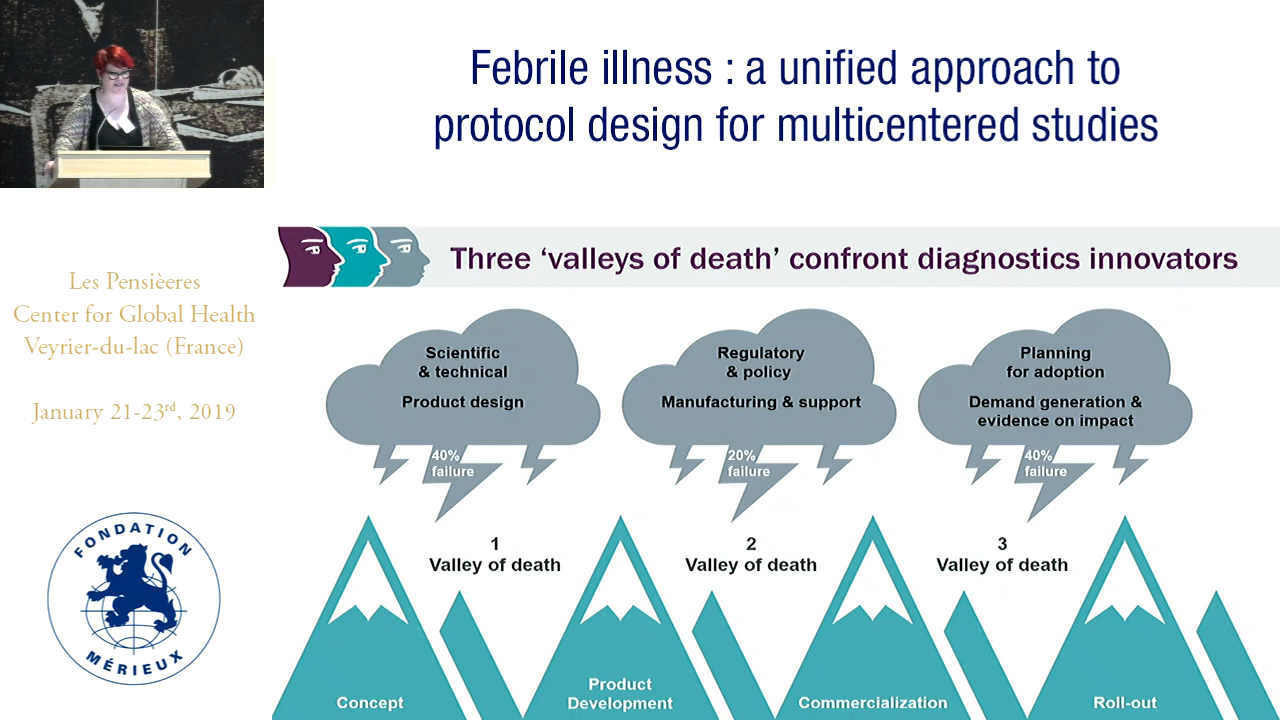 Febrile illness : a unified approach to
protocol design for multicentered studies
Les Pensièeres
Center for Global Health
Veyrier-du-lac (France)
January 21-23rd, 2019
FONDATION
MÉRIEUX
Three ‘valleys of death’ confront diagnostics innovators
Scientific
& technical
Product design
40%
failure
Regulatory
& policy
Manufacturing & support
20%
failure
Planning
for adoption
Demand generation &
evidence on impact
40%
failure
1
Valley of death
2
Valley of death
3
Valley of death
Concept
Product
Development
Commercialization
Roll-out